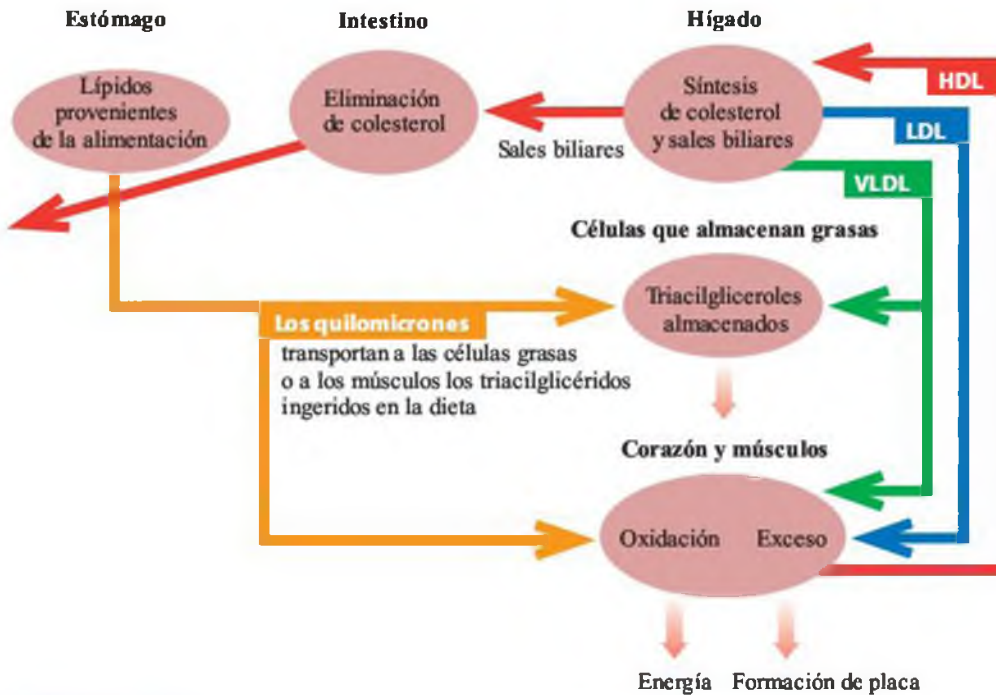 Estómago
Intestino
Hígado
Lípidos
provenientes
de la alimentación
Eliminación
de colesterol
Sales biliares
Síntesis
de colesterol
y sales biliares
HDL
LDL
VLDL
Células que almacenan grasas
Triacilgliceroles
almacenados
Los quilomicrones
transportan a las células grasas
o a los músculos los triacilglicéridos
ingeridos en la dieta
Corazón y músculos
Oxidación Exceso
Energía Formación de placa